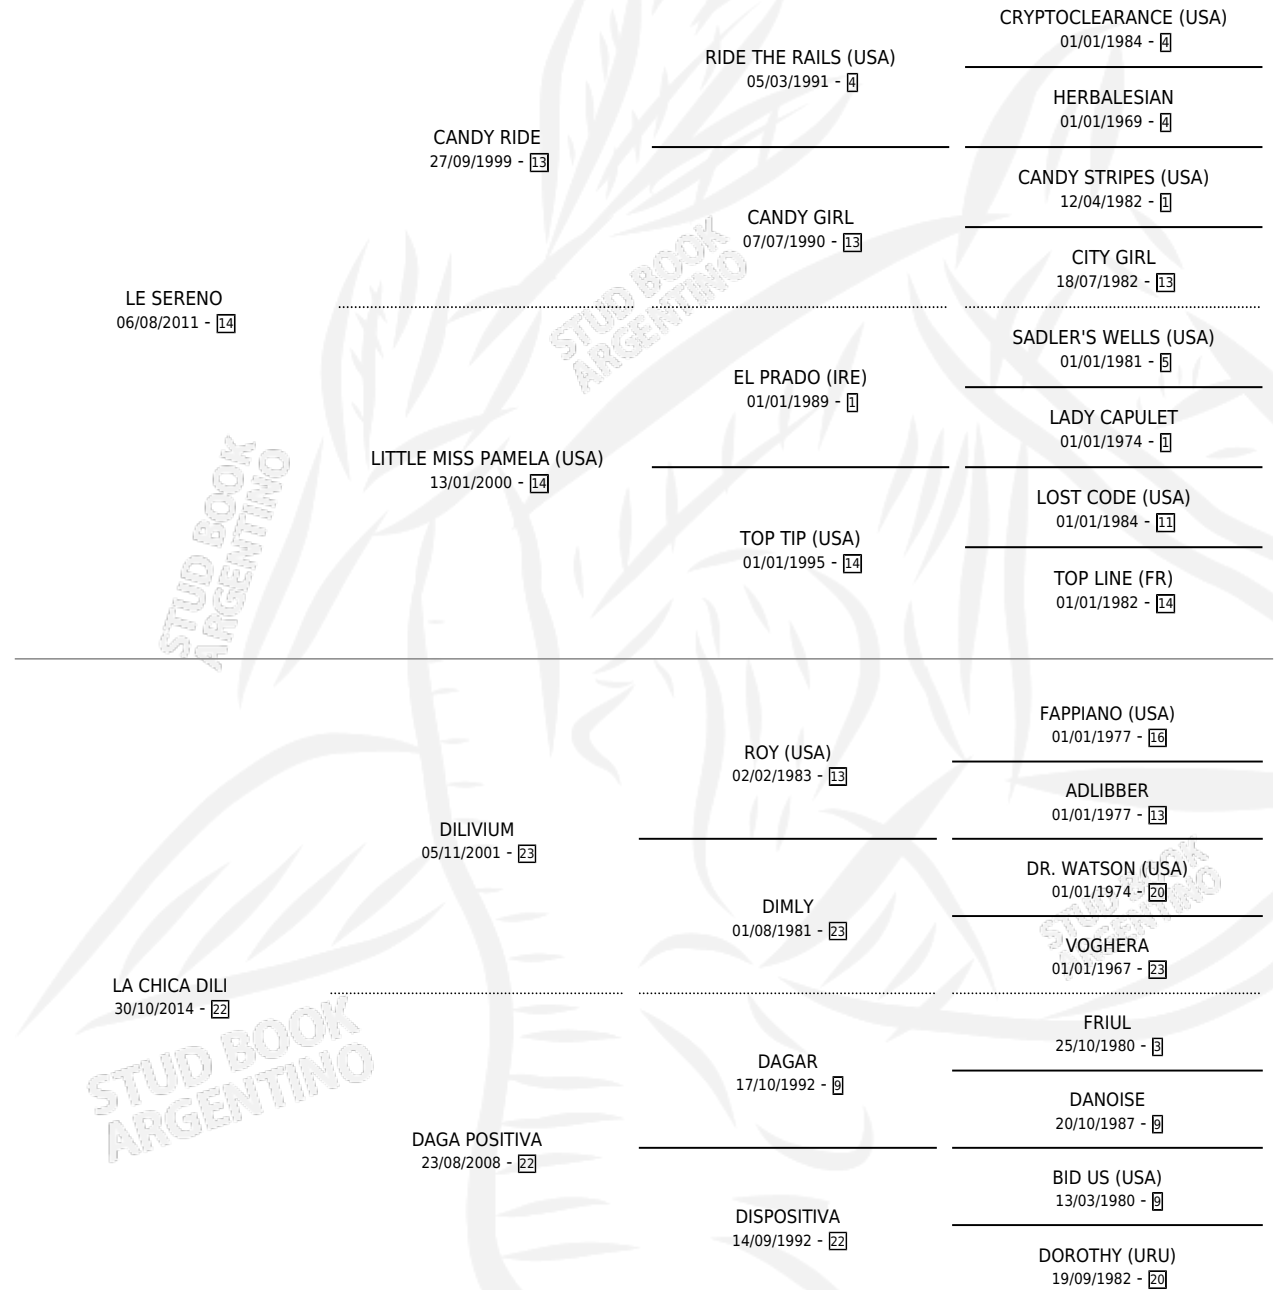 CRYPTOCLEARANCE (USA)
01/01/1984 - 4
RIDE THE RAILS (USA)
05/03/1991 - 4
HERBALESIAN
01/01/1969 - 4
CANDY RIDE
27/09/1999 - 13
CANDY STRIPES (USA)
12/04/1982 - 1
CANDY GIRL
07/07/1990 - 13
CITY GIRL
18/07/1982 - 13
LE SERENO
06/08/2011 - 14
STUD BOOK
ARGENTINO
SADLER'S WELLS (USA)
01/01/1981 - 5
EL PRADO (IRE)
01/01/1989 - 1
LADY CAPULET
01/01/1974 - 1
LITTLE MISS PAMELA (USA)
13/01/2000 - 14
LOST CODE (USA)
01/01/1984 - 11
TOP TIP (USA)
01/01/1995 - 14
TOP LINE (FR)
01/01/1982 - 14
STUD BOOK
ARGENTINO
FAPPIANO (USA)
01/01/1977 - 16
ROY (USA)
02/02/1983 - 13
ADLIBBER
01/01/1977 - 13
DILIVIUM
05/11/2001 - 23
DR. WATSON (USA)
01/01/1974 - 20
DIMLY
01/08/1981 - 23
VOGHERA
01/01/1967 - 23
STUD BOOK
ARGENTINO
LA CHICA DILI
30/10/2014 - 22
FRIUL
25/10/1980 - 3
DAGAR
17/10/1992 - 9
DANOISE
20/10/1987 - 9
STUD BOOK
ARGENTINO
DAGA POSITIVA
23/08/2008 - 22
BID US (USA)
13/03/1980 - 9
DISPOSITIVA
14/09/1992 - 22
DOROTHY (URU)
19/09/1982 - 20